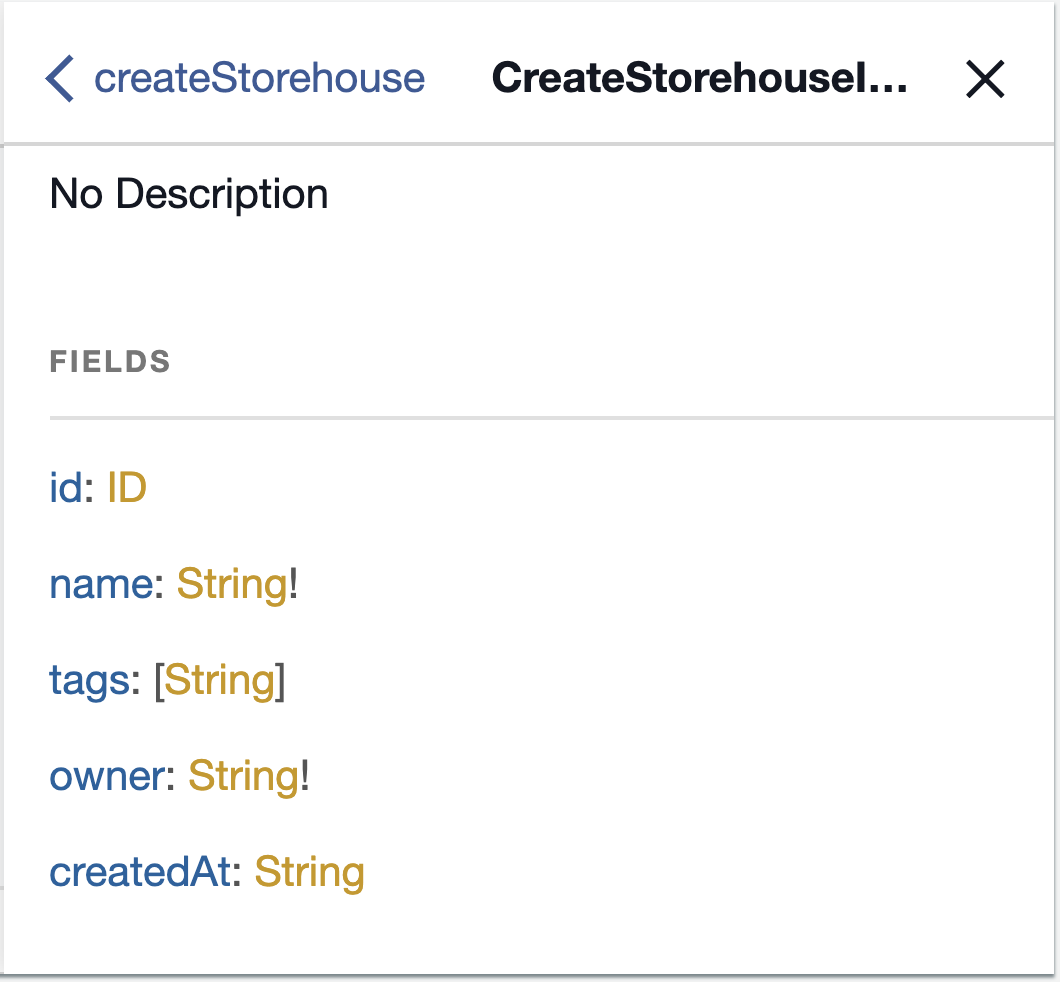 createStorehouse CreateStorehouseI...
No Description
FIELDS
id: ID
name: String!
tags: [String]
owner: String!
createdAt: String